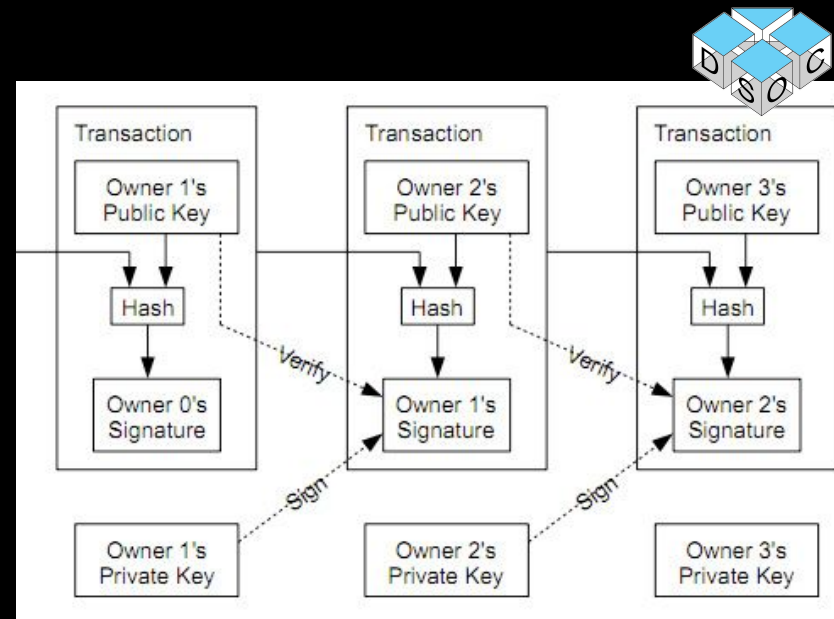 D S O C
Transaction
Transaction
Transaction
Owner 1's
Public Key
Owner 2's
Public Key
Owner 3's
Public Key
Hash
Hash
Hash
Verify
Verify
Owner 0's
Signature
Owner 1's
Signature
Owner 2's
Signature
Sign
Sign
Owner 1's
Private Key
Owner 2's
Private Key
Owner 3's
Private Key